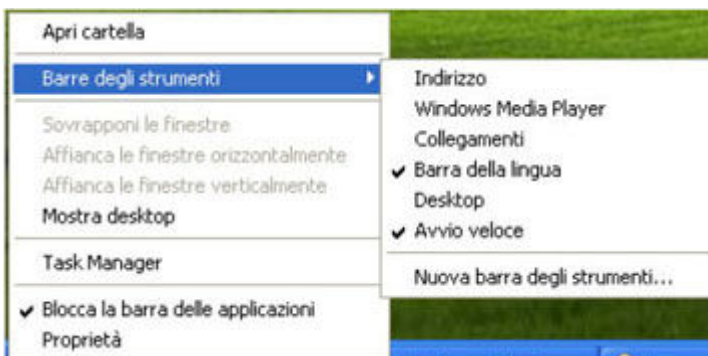 Apri cartella
Barre degli strumenti
Sovrapponi le finestre
Affianca le finestre orizzontalmente
Affianca le finestre verticalmente
Mostra desktop
Task Manager
Blocca la barra delle applicazioni
Proprietà
Indirizzo
Windows Media Player
Collegamenti
Barra della lingua
Desktop
Avvio veloce
Nuova barra degli strumenti...